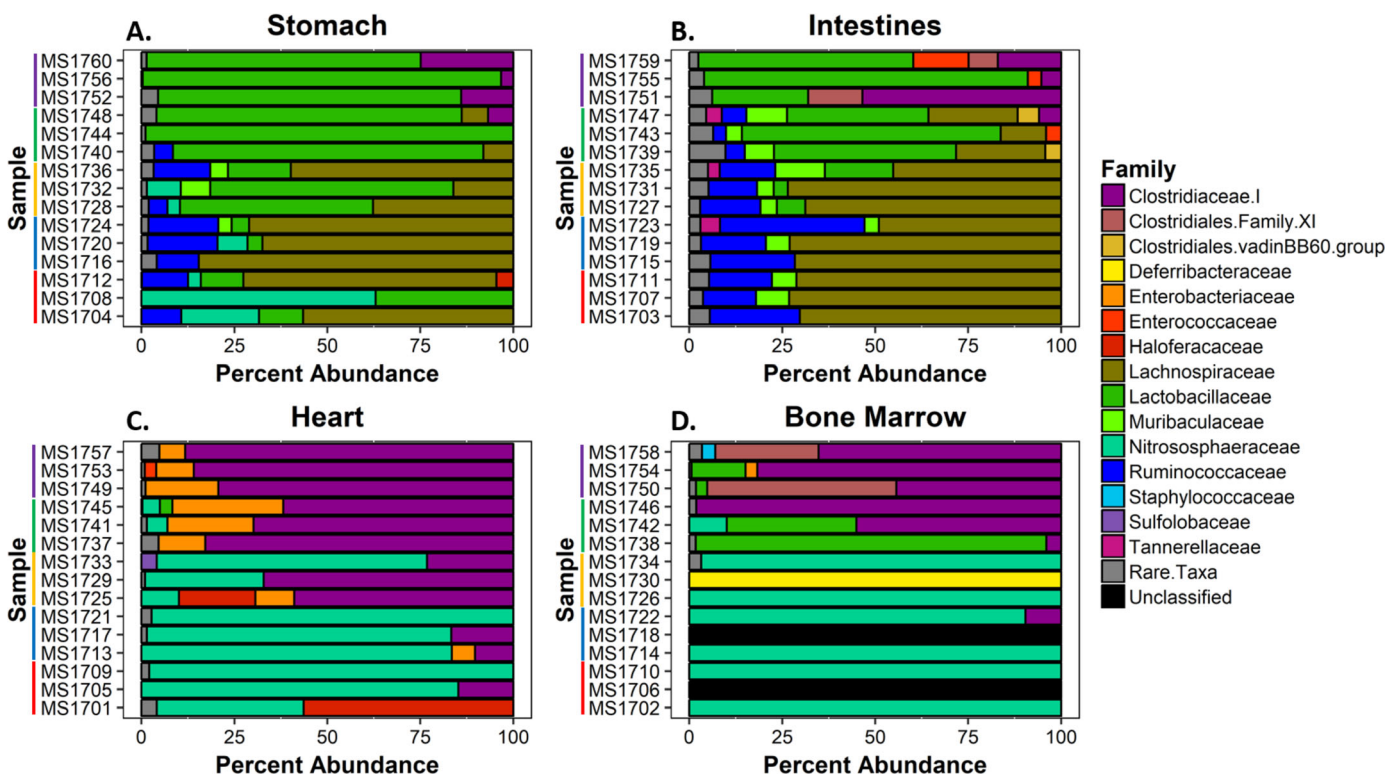 A.
Stomach
Sample
MS1760
MS1756
MS1752
MS1748
MS1744
MS1740
MS1736
MS1732
MS1728
MS1724
MS1720
MS1716
MS1712
MS1708
MS1704
0 25 50 75 100
Percent Abundance
B.
Intestines
Sample
MS1759
MS1755
MS1751
MS1747
MS1743
MS1739
MS1735
MS1731
MS1727
MS1723
MS1719
MS1715
MS1711
MS1707
MS1703
0 25 50 75 100
Percent Abundance
C.
Heart
Sample
MS1757
MS1753
MS1749
MS1745
MS1741
MS1737
MS1733
MS1729
MS1725
MS1721
MS1717
MS1713
MS1709
MS1705
MS1701
0 25 50 75 100
Percent Abundance
D.
Bone Marrow
Sample
MS1758
MS1754
MS1750
MS1746
MS1742
MS1738
MS1734
MS1730
MS1726
MS1722
MS1718
MS1714
MS1710
MS1706
MS1702
0 25 50 75 100
Percent Abundance
Family
Clostridiaceae.I
Clostridiales.Family.XI
Clostridiales.vadinBB60.group
Deferribacteraceae
Enterobacteriaceae
Enterococcaceae
Haloferacaceae
Lachnospiraceae
Lactobacillaceae
Muribaculaceae
Nitrososphaeraceae
Ruminococcaceae
Staphylococcaceae
Sulfolobaceae
Tannerellaceae
Rare.Taxa
Unclassified